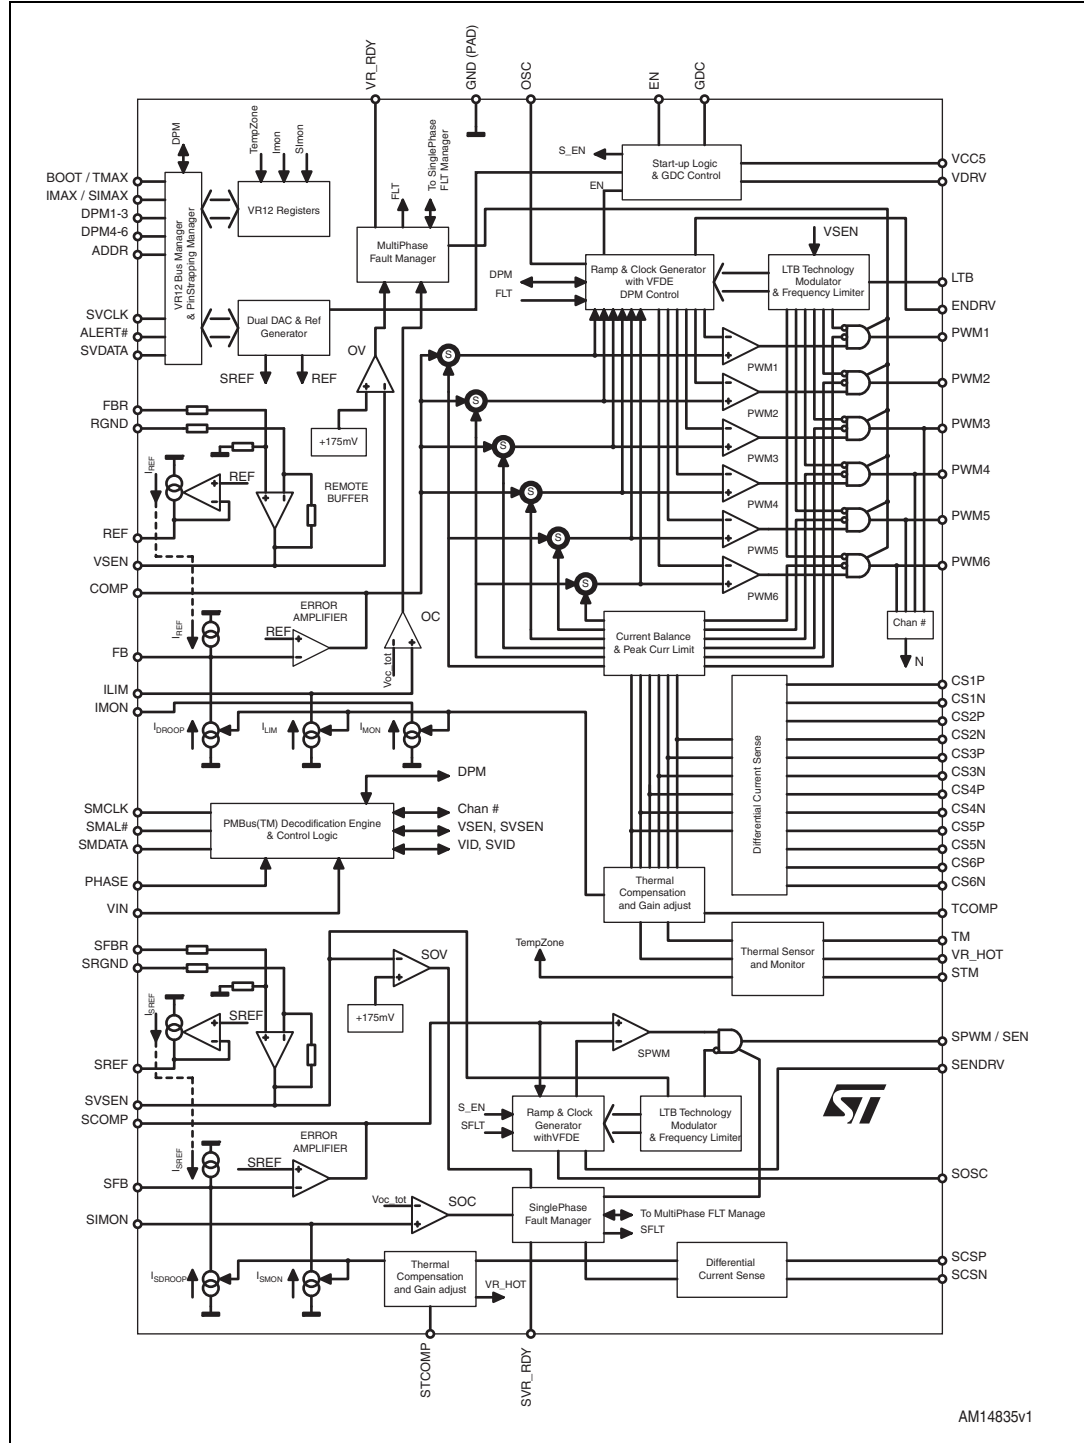 VR_RDY
GND (PAD)
OSC
EN
GDC
DPM
TempZone
Imon
SImon
FLT
To SinglePhase
FLT Manager
S_EN
EN
Start-up Logic
& GDC Control
VCC5
VDRV
BOOT / TMAX
IMAX / SIMAX
DPM1-3
DPM4-6
ADDR
SVCLK
ALERT#
SVDATA
VR12 Bus Manager
& PinStrapping Manager
VR12 Registers
MultiPhase
Fault Manager
DPM
FLT
Ramp & Clock Generator
with VFDE
DPM Control
VSEN
LTB Technology
Modulator
& Frequency Limiter
LTB
ENDRV
Dual DAC & Ref
Generator
SREF
REF
OV
+175mV
S
S
S
S
S
S
PWM1
PWM2
PWM3
PWM4
PWM5
PWM6
PWM1
PWM2
PWM3
PWM4
PWM5
PWM6
FBR
RGND
IREF
REF
REMOTE
BUFFER
REF
VSEN
COMP
IREF
ERROR
AMPLIFIER
REF
OC
Voc_tot
FB
ILIM
IMON
Current Balance
& Peak Curr Limit
Chan #
N
IDROOP
ILIM
IMON
Differential Current Sense
CS1P
CS1N
CS2P
CS2N
CS3P
CS3N
CS4P
CS4N
CS5P
CS5N
CS6P
CS6N
SMCLK
SMAL#
SMDATA
PMBus(TM) Decodification Engine
& Control Logic
DPM
Chan #
VSEN, SVSEN
VID, SVID
PHASE
VIN
Thermal
Compensation
and Gain adjust
TCOMP
SFBR
SRGND
TempZone
Thermal Sensor
and Monitor
TM
VR_HOT
STM
SOV
+175mV
ISREF
SREF
SREF
SVSEN
SCOMP
SPWM
SPWM / SEN
SENDRV
S_EN
SFLT
Ramp & Clock
Generator
withVFDE
LTB Technology
Modulator
& Frequency Limiter
ST
ISREF
ERROR
AMPLIFIER
SREF
SFB
SOSC
SIMON
Voc_tot
SOC
SinglePhase
Fault Manager
To MultiPhase FLT Manage
SFLT
ISDROOP
ISMON
Thermal
Compensation
and Gain adjust
VR_HOT
Differential
Current Sense
SCSP
SCSN
STCOMP
SVR_RDY
AM14835v1